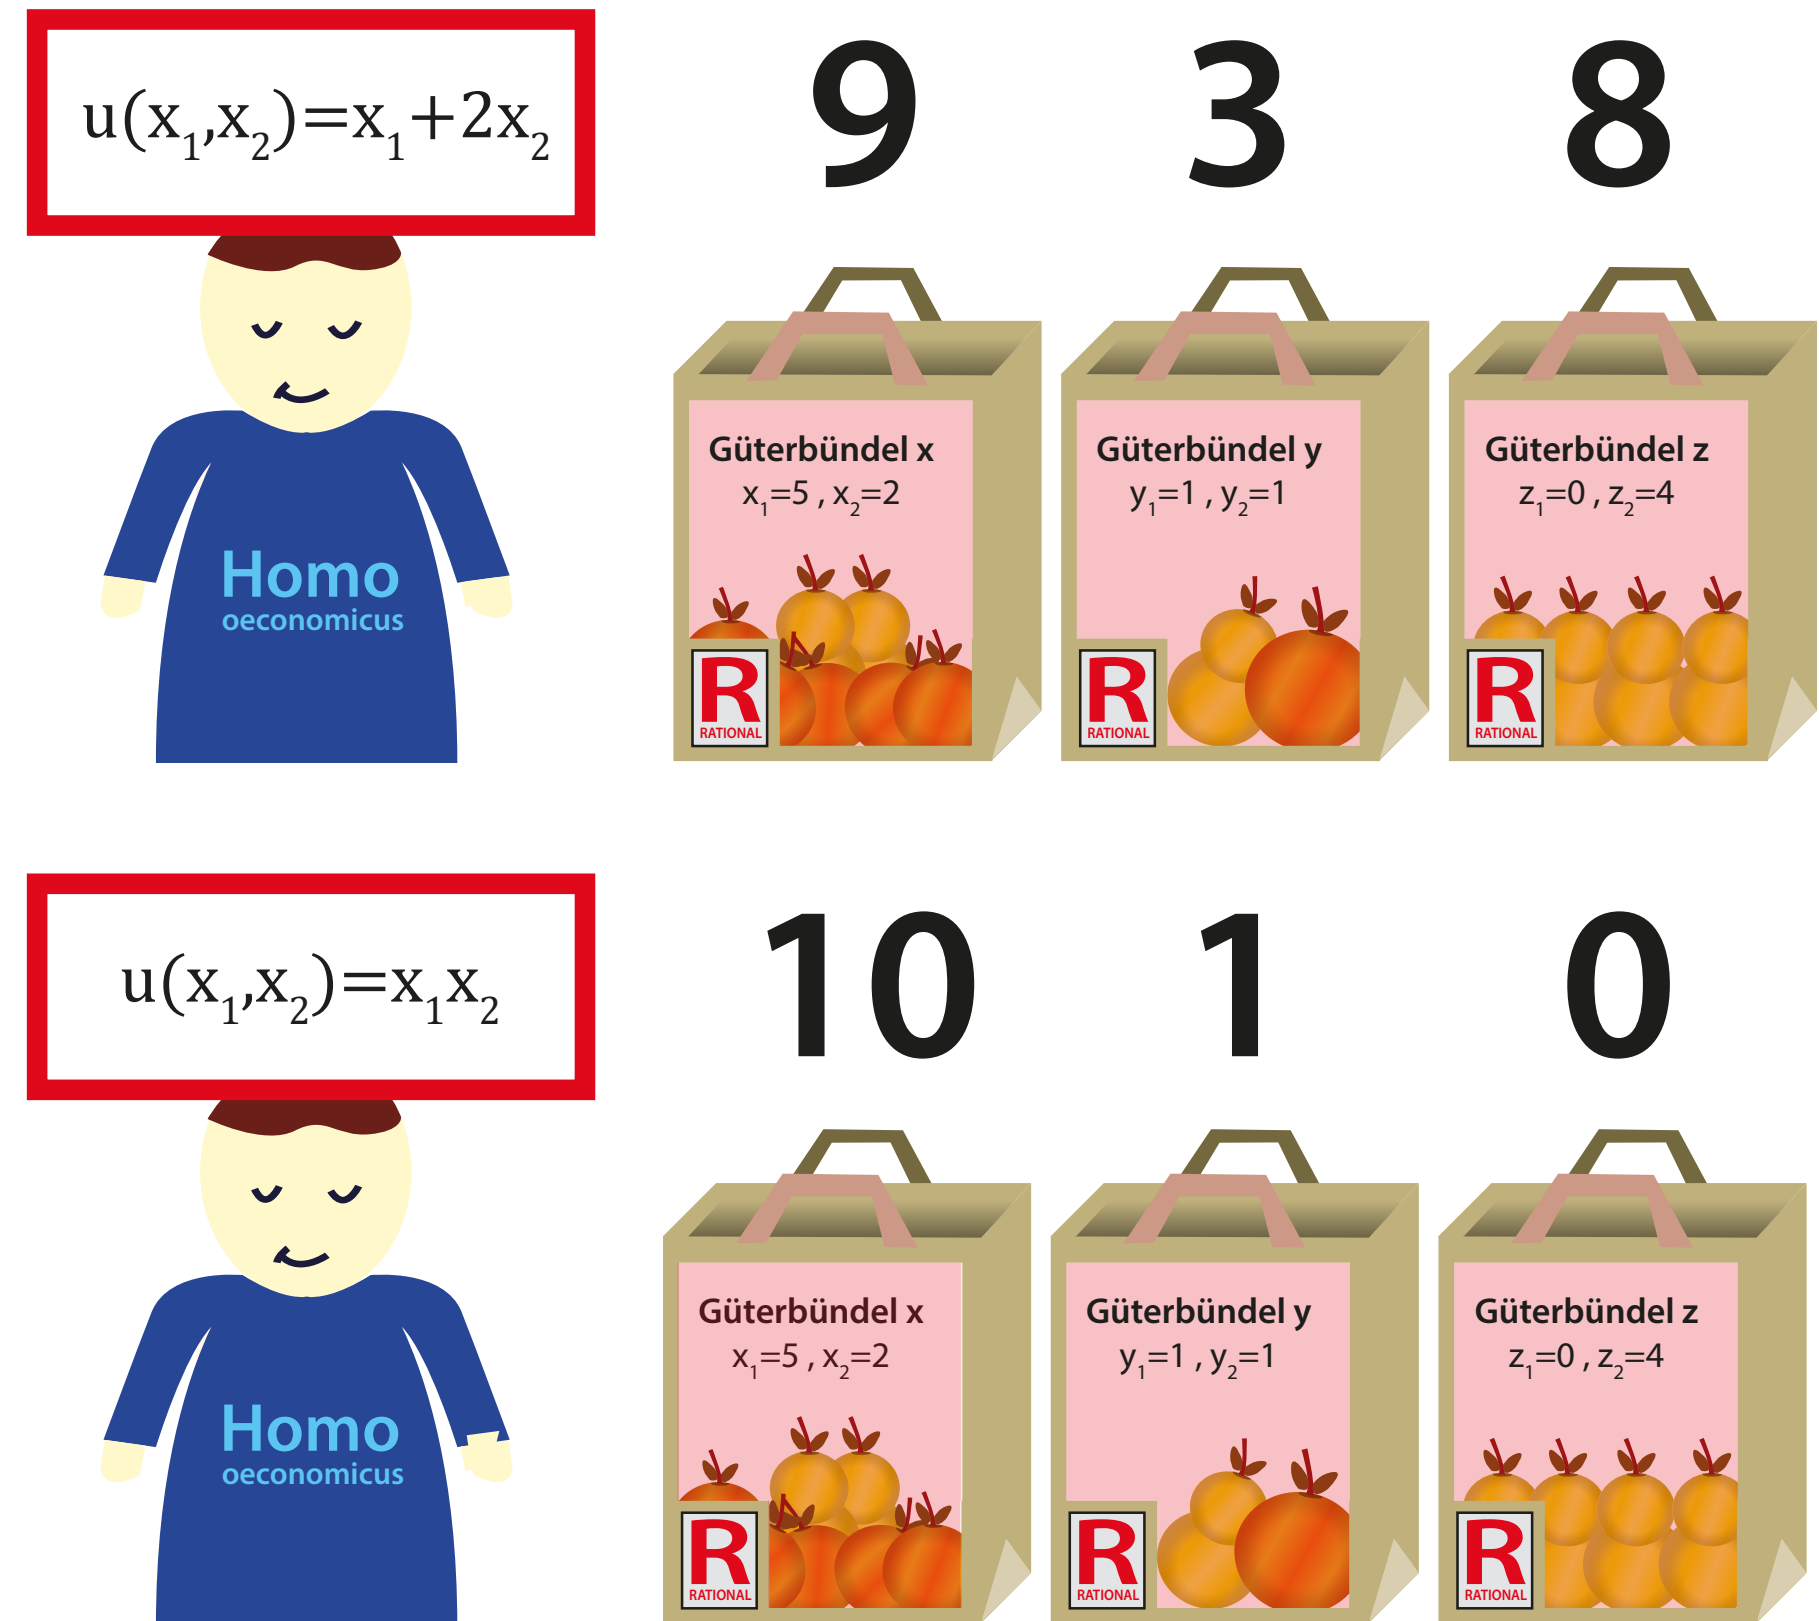 u(x₁,x₂)=x₁+2x₂
9 3 8
Güterbündel x
x₁=5 , x₂=2
R
RATIONAL
Güterbündel y
y₁=1 , y₂=1
R
RATIONAL
Güterbündel z
z₁=0 , z₂=4
R
RATIONAL
Homo
oeconomicus
u(x₁,x₂)=x₁x₂
10 1 0
Güterbündel x
x₁=5 , x₂=2
R
RATIONAL
Güterbündel y
y₁=1 , y₂=1
R
RATIONAL
Güterbündel z
z₁=0 , z₂=4
R
RATIONAL
Homo
oeconomicus